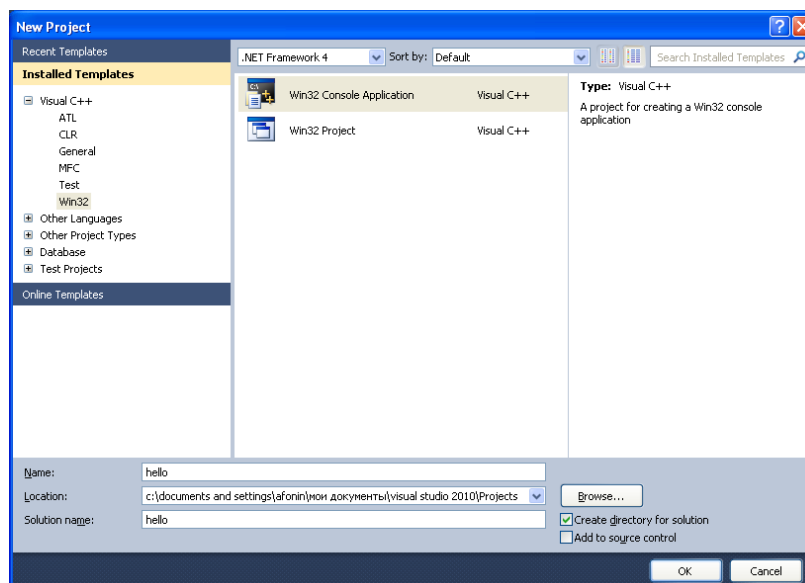 New Project
Recent Templates
Installed Templates
Visual C++
ATL
CLR
General
MFC
Test
Win32
Other Languages
Other Project Types
Database
Test Projects
Online Templates
.NET Framework 4 Sort by: Default Search Installed Templates
Win32 Console Application Visual C++
Win32 Project Visual C++
Type: Visual C++
A project for creating a Win32 console
application
Name: hello
Location: c:\documents and settings\afonin\мои документы\visual studio 2010\Projects Browse...
Solution name: hello
Create directory for solution
Add to source control
OK Cancel